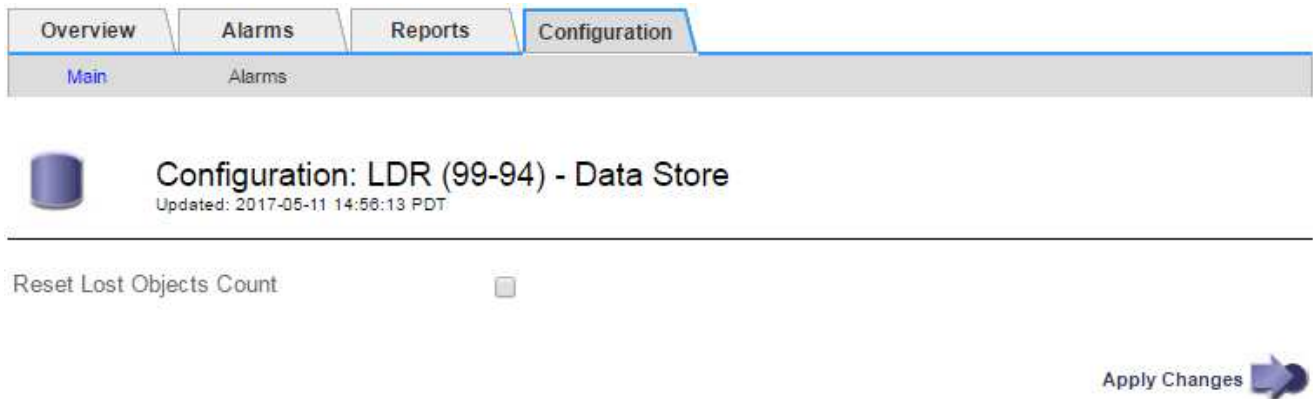 Overview Alarms Reports Configuration
Main Alarms
Configuration: LDR (99-94) - Data Store
Updated: 2017-05-11 14:56:13 PDT
Reset Lost Objects Count
Apply Changes